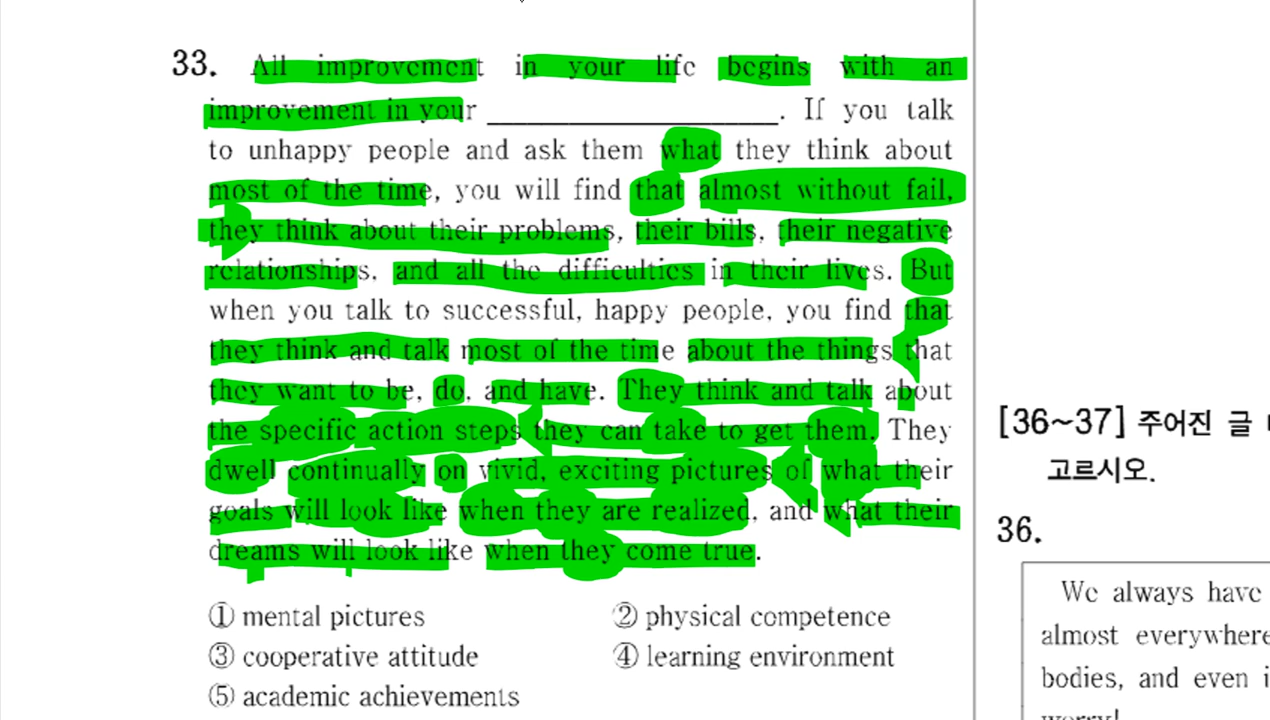 33. All improvement in your life begins with an
improvement in your ____________________. If you talk
to unhappy people and ask them what they think about
most of the time, you will find that almost without fail,
they think about their problems, their bills, their negative
relationships, and all the difficulties in their lives. But
when you talk to successful, happy people, you find that
they think and talk most of the time about the things that
they want to be, do, and have. They think and talk about
the specific action steps they can take to get them. They
dwell continually on vivid, exciting pictures of what their
goals will look like when they are realized, and what their
dreams will look like when they come true.
① mental pictures
② physical competence
③ cooperative attitude
④ learning environment
⑤ academic achievements
[36~37] 주어진 글
고르시오.
36.
We always have
almost everywhere
bodies, and even
worry!